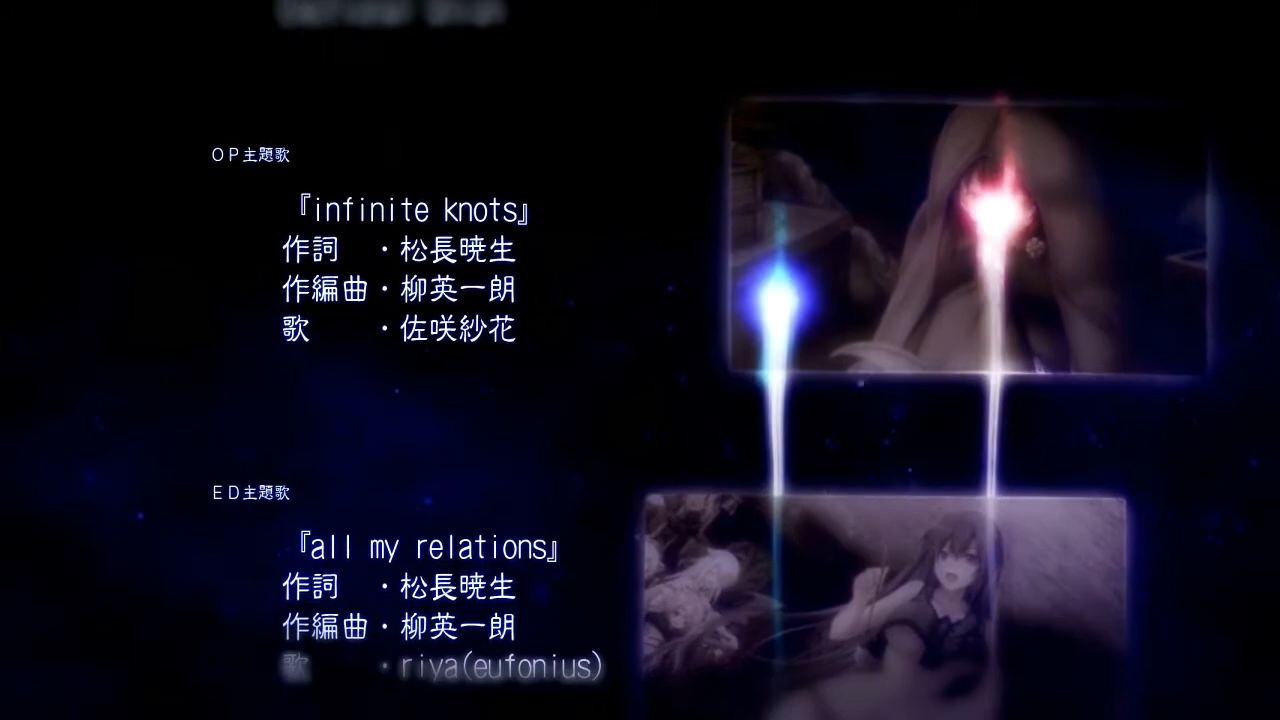 ＯＰ主題歌
『infinite knots』
作詞　・松長暁生
作編曲・柳英一朗
歌　　・佐咲紗花
ＥＤ主題歌
『all my relations』
作詞　・松長暁生
作編曲・柳英一朗
歌　　・riya(eufonius)